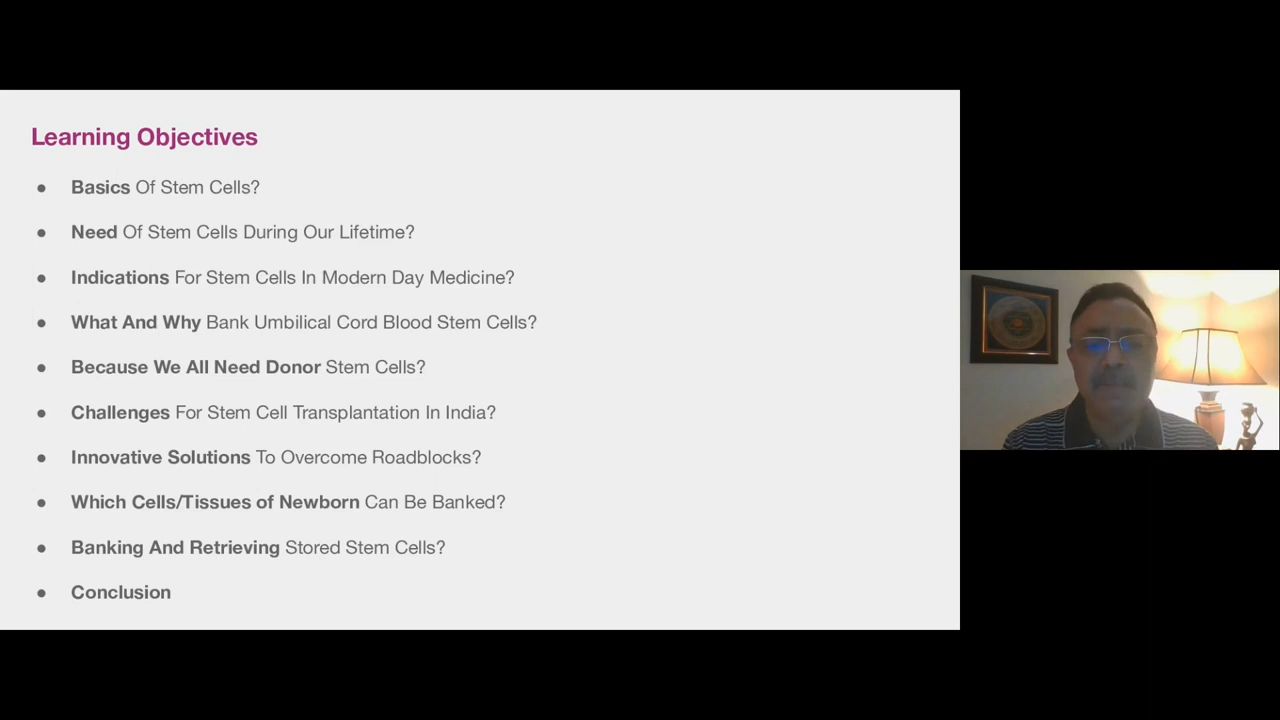 Learning Objectives
● Basics Of Stem Cells?
● Need Of Stem Cells During Our Lifetime?
● Indications For Stem Cells In Modern Day Medicine?
● What And Why Bank Umbilical Cord Blood Stem Cells?
● Because We All Need Donor Stem Cells?
● Challenges For Stem Cell Transplantation In India?
● Innovative Solutions To Overcome Roadblocks?
● Which Cells/Tissues of Newborn Can Be Banked?
● Banking And Retrieving Stored Stem Cells?
● Conclusion